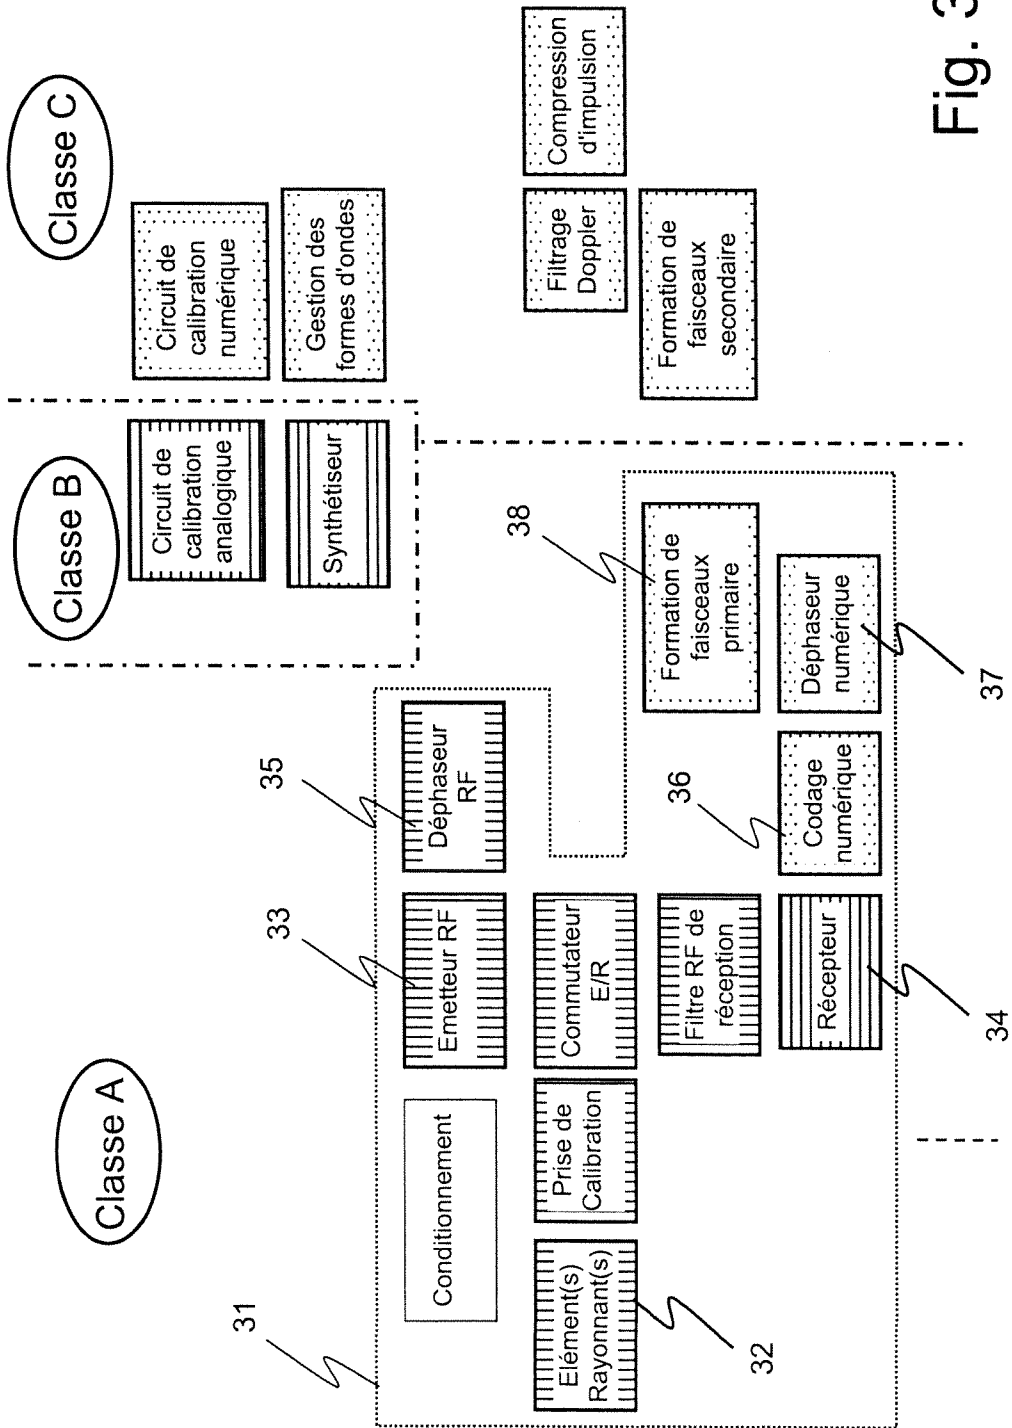 Classe A
Classe B
Classe C
31
Conditionnement
33
Emetteur RF
35
Déphaseur
RF
Circuit de
calibration
analogique
Synthétiseur
Circuit de
calibration
numérique
Gestion des
formes d'ondes
Elément(s)
Rayonnant(s)
32
Prise de
Calibration
Commutateur
E/R
Filtre RF de
réception
Récepteur
34
36
Codage
numérique
38
Formation de
faisceaux
primaire
Déphaseur
numérique
37
Filtrage
Doppler
Compression
d'impulsion
Formation de
faisceaux
secondaire
Fig. 3